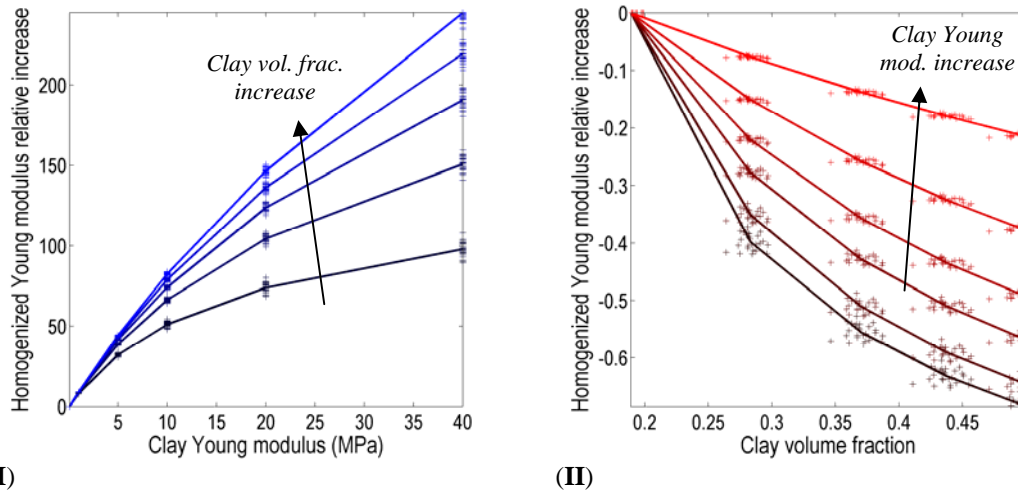 Homogenized Young modulus relative increase
200
150
100
50
0
Clay vol. frac.
increase
5
10
15
20
25
30
35
40
Clay Young modulus (MPa)
I)
Homogenized Young modulus relative increase
0
-0.1
-0.2
-0.3
-0.4
-0.5
-0.6
Clay Young
mod. increase
0.2
0.25
0.3
0.35
0.4
0.45
Clay volume fraction
(II)